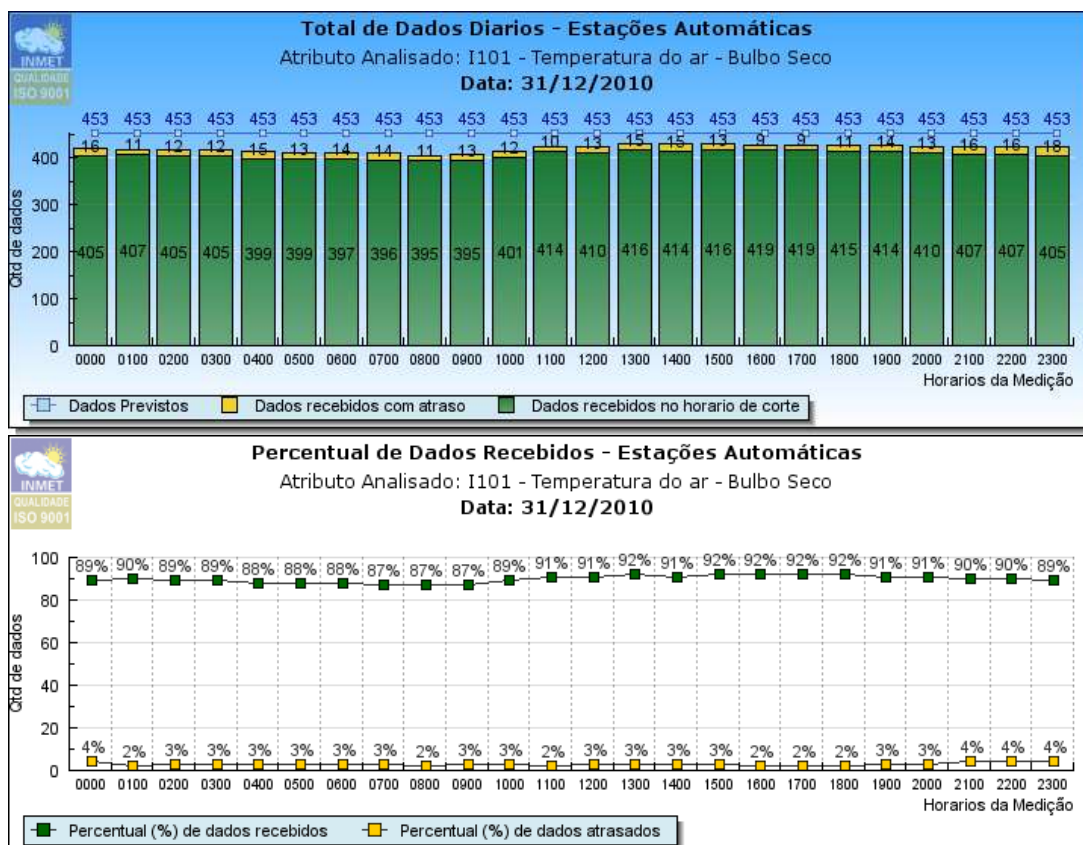 INMET
QUALIDADE
ISO 9001
Total de Dados Diarios - Estações Automáticas
Atributo Analisado: I101 - Temperatura do ar - Bulbo Seco
Data: 31/12/2010
453 453 453 453 453 453 453 453 453 453 453 453 453 453 453 453 453 453 453 453 453 453 453 453
16 11 12 12 15 13 14 14 11 13 12 10 13 15 15 13 9 9 11 14 13 16 16 18
405 407 405 405 399 399 397 396 395 395 401 414 410 416 414 416 419 419 415 414 410 407 407 405
Qtd de dados
400
300
200
100
0
0000 0100 0200 0300 0400 0500 0600 0700 0800 0900 1000 1100 1200 1300 1400 1500 1600 1700 1800 1900 2000 2100 2200 2300
Horarios da Medição
Dados Previstos Dados recebidos com atraso Dados recebidos no horario de corte
INMET
QUALIDADE
ISO 9001
Percentual de Dados Recebidos - Estações Automáticas
Atributo Analisado: I101 - Temperatura do ar - Bulbo Seco
Data: 31/12/2010
Qtd de dados
100
80
60
40
20
0
89% 90% 89% 89% 88% 88% 88% 87% 87% 87% 89% 91% 91% 92% 91% 92% 92% 92% 92% 91% 91% 90% 90% 89%
4% 2% 3% 3% 3% 3% 3% 3% 2% 3% 3% 2% 3% 3% 3% 3% 2% 2% 2% 3% 3% 4% 4% 4%
0000 0100 0200 0300 0400 0500 0600 0700 0800 0900 1000 1100 1200 1300 1400 1500 1600 1700 1800 1900 2000 2100 2200 2300
Horarios da Medição
Percentual (%) de dados recebidos Percentual (%) de dados atrasados